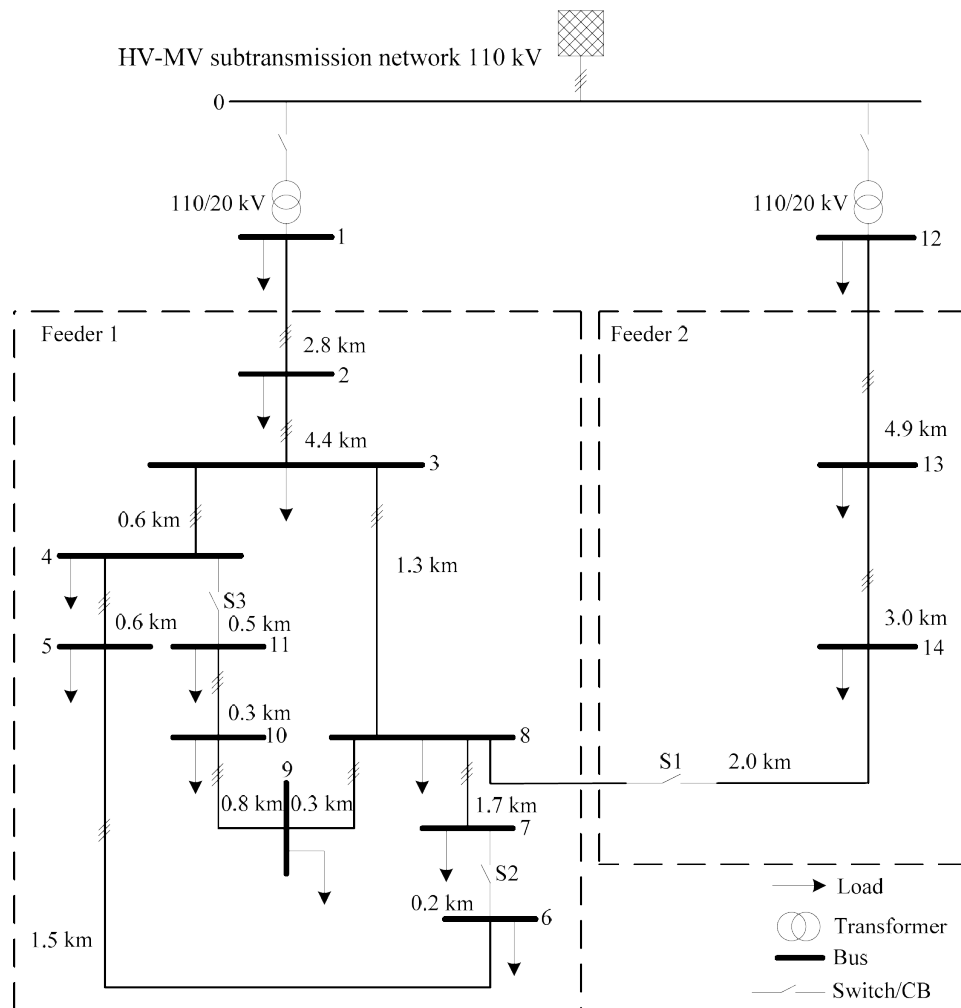 HV-MV subtransmission network 110 kV
0
110/20 kV
110/20 kV
1
12
Feeder 1
Feeder 2
2.8 km
2
4.4 km
4.9 km
3
13
0.6 km
4
1.3 km
S3
0.6 km
0.5 km
3.0 km
5
11
14
0.3 km
10
8
9
S1
2.0 km
0.8 km
0.3 km
1.7 km
7
S2
0.2 km
6
Load
1.5 km
Transformer
Bus
Switch/CB